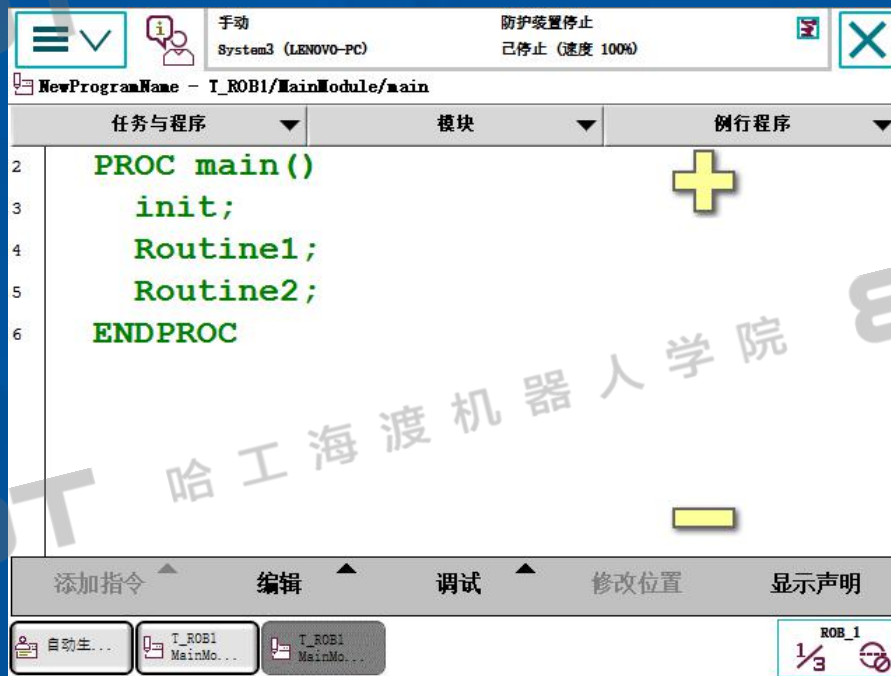 手动
防护装置停止
System3 (LENOVO-PC)
已停止 (速度 100%)
NewProgramName - T_ROB1/MainModule/main
任务与程序
模块
例行程序
2 PROC main()
3 init;
4 Routine1;
5 Routine2;
6 ENDPROC
哈工海渡机器人学院
添加指令
编辑
调试
修改位置
显示声明
自动生...
T_ROB1
MainMo...
T_ROB1
MainMo...
ROB_1
1/3